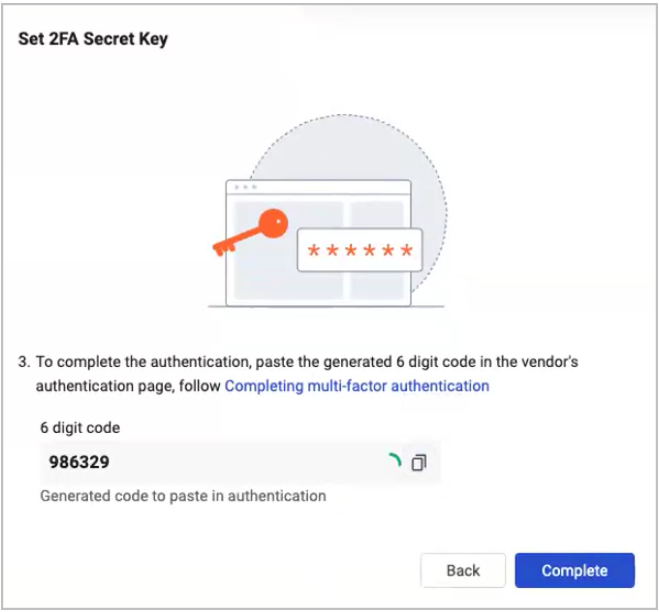 Set 2FA Secret Key
******
3. To complete the authentication, paste the generated 6 digit code in the vendor's
authentication page, follow Completing multi-factor authentication
6 digit code
986329
Generated code to paste in authentication
Back Complete